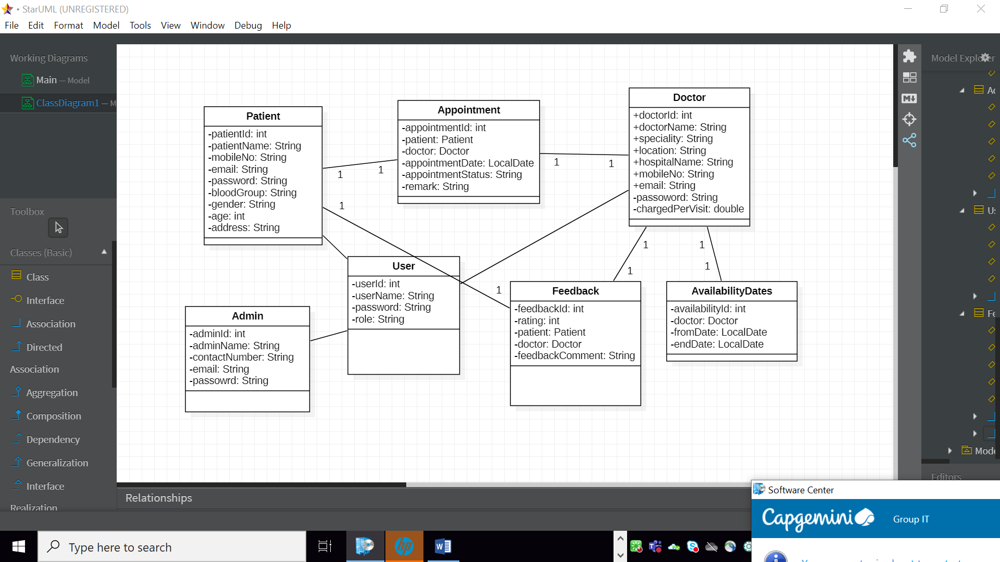 • StarUML (UNREGISTERED)
File Edit Format Model Tools View Window Debug Help
Working Diagrams
Main — Model
ClassDiagram1 — M
Toolbox
Classes (Basic)
Class
Interface
Association
Directed
Association
Aggregation
Composition
Dependency
Generalization
Interface
Realization
Patient
-patientId: int
-patientName: String
-mobileNo: String
-email: String
-password: String
-bloodGroup: String
-gender: String
-age: int
-address: String
Appointment
-appointmentId: int
-patient: Patient
-doctor: Doctor
-appointmentDate: LocalDate
-appointmentStatus: String
-remark: String
Doctor
+doctorId: int
+doctorName: String
+speciality: String
+location: String
+hospitalName: String
+mobileNo: String
+email: String
-passoword: String
-chargedPerVisit: double
1 1
1 1
1
1
1 1
1 1
User
-userId: int
-userName: String
-password: String
-role: String
Admin
-adminId: int
-adminName: String
-contactNumber: String
-email: String
-passowrd: String
Feedback
-feedbackId: int
-rating: int
-patient: Patient
-doctor: Doctor
-feedbackComment: String
AvailabilityDates
-availabilityId: int
-doctor: Doctor
-fromDate: LocalDate
-endDate: LocalDate
M
Model Explorer
Ac
Us
Fe
Mode
Editors
Relationships
Software Center
Capgemini
Group IT
Type here to search
hp
W